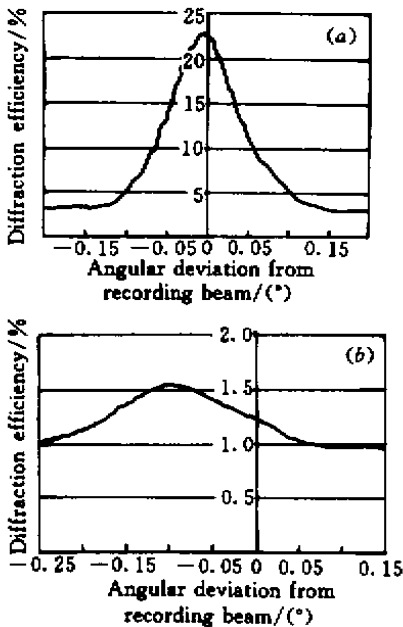 25
(a)
20
15
10
5
Diffraction efficiency/%
-0.15 -0.05 0 0.05 0.15
Angular deviation from
recording beam/(°)
2.0
(b)
1.5
1.0
0.5
Diffraction efficiency/%
-0.25 -0.15 -0.05 0 0.05 0.15
Angular deviation from
recording beam/(°)